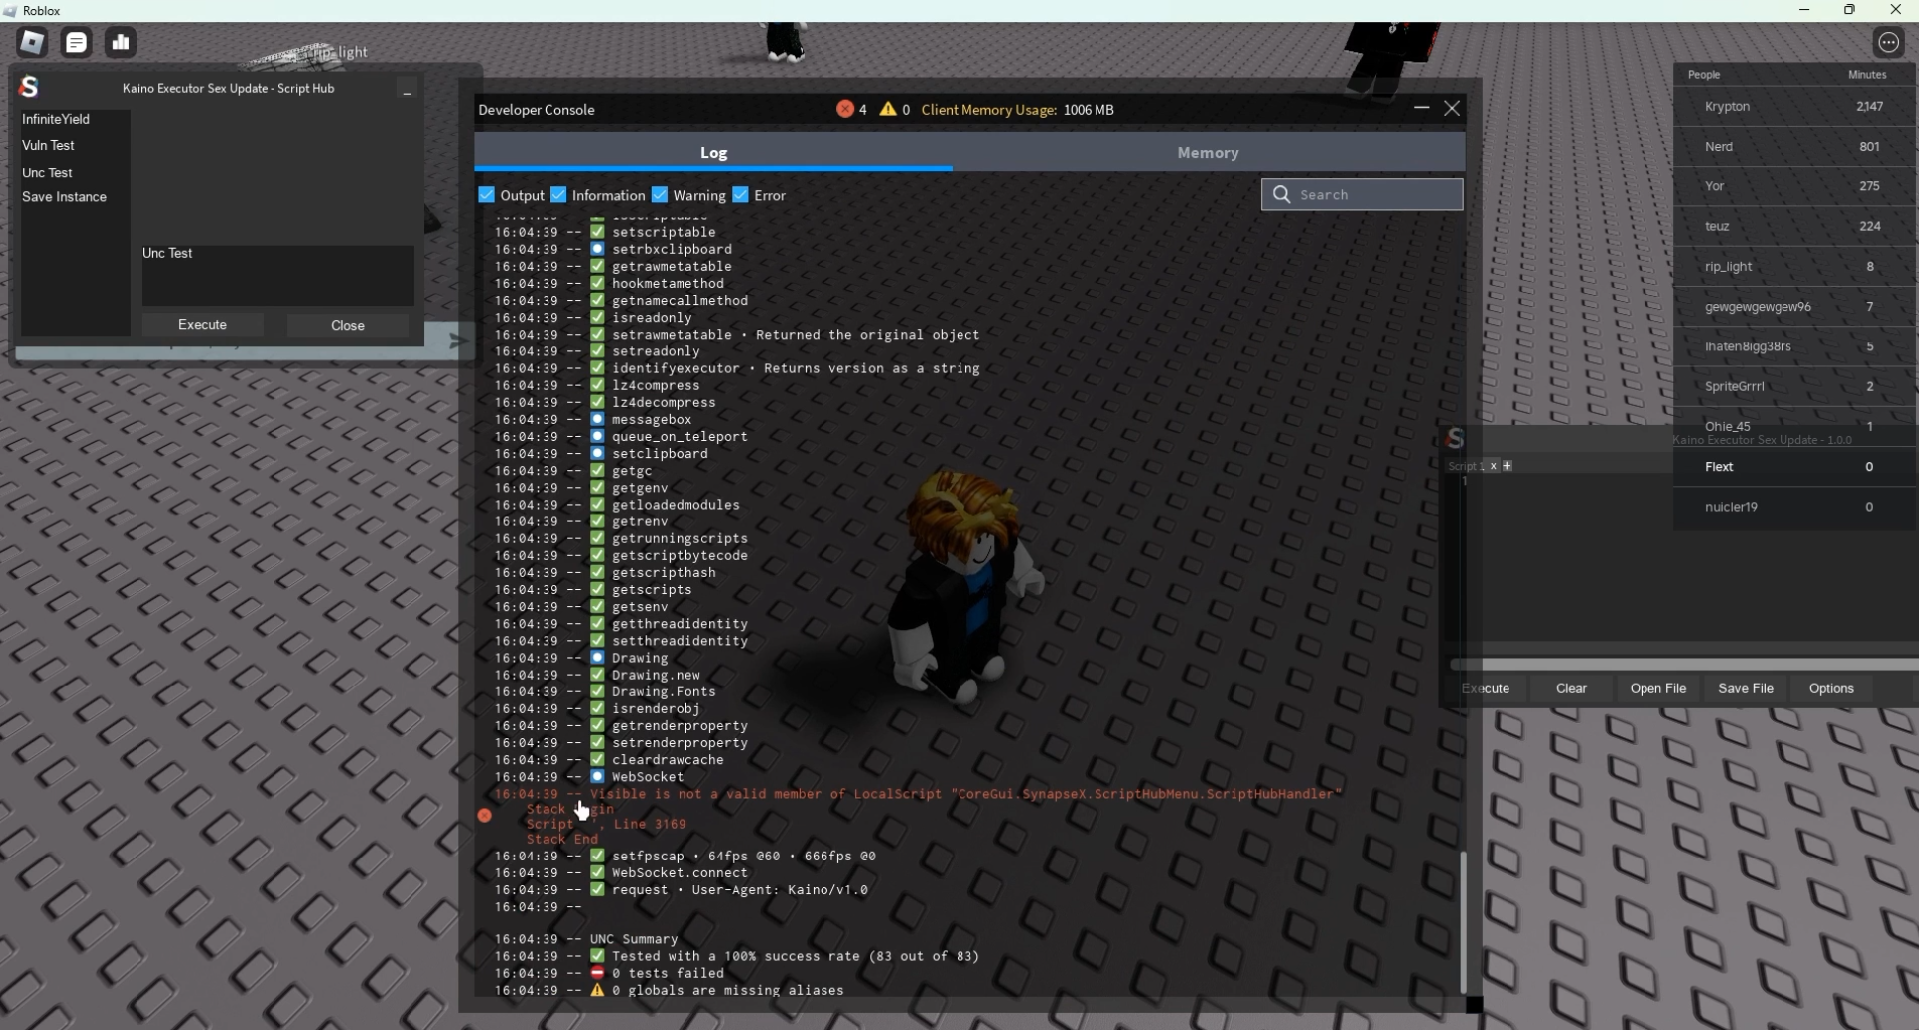 Roblox
rip_light
Kaino Executor Sex Update - Script Hub
_
InfiniteYield
Vuln Test
Unc Test
Save Instance
Unc Test
Execute
Close
Developer Console
4
0
Client Memory Usage: 1006 MB
Log
Memory
Output
Information
Warning
Error
Search
16:04:39 -- ✅ isscriptable
16:04:39 -- ✅ setscriptable
16:04:39 -- ⏺ setrbxclipboard
16:04:39 -- ✅ getrawmetatable
16:04:39 -- ✅ hookmetamethod
16:04:39 -- ✅ getnamecallmethod
16:04:39 -- ✅ isreadonly
16:04:39 -- ✅ setrawmetatable • Returned the original object
16:04:39 -- ✅ setreadonly
16:04:39 -- ✅ identifyexecutor • Returns version as a string
16:04:39 -- ✅ lz4compress
16:04:39 -- ✅ lz4decompress
16:04:39 -- ⏺ messagebox
16:04:39 -- ⏺ queue_on_teleport
16:04:39 -- ⏺ setclipboard
16:04:39 -- ✅ getgc
16:04:39 -- ✅ getgenv
16:04:39 -- ✅ getloadedmodules
16:04:39 -- ✅ getrenv
16:04:39 -- ✅ getrunningscripts
16:04:39 -- ✅ getscriptbytecode
16:04:39 -- ✅ getscripthash
16:04:39 -- ✅ getscripts
16:04:39 -- ✅ getsenv
16:04:39 -- ✅ getthreadidentity
16:04:39 -- ✅ setthreadidentity
16:04:39 -- ⏺ Drawing
16:04:39 -- ✅ Drawing.new
16:04:39 -- ✅ Drawing.Fonts
16:04:39 -- ✅ isrenderobj
16:04:39 -- ✅ getrenderproperty
16:04:39 -- ✅ setrenderproperty
16:04:39 -- ✅ cleardrawcache
16:04:39 -- ⏺ WebSocket
16:04:39 -- Visible is not a valid member of LocalScript "CoreGui.SynapseX.ScriptHubMenu.ScriptHubHandler"
Stack
Script ', Line 3169
Stack End
16:04:39 -- ✅ setfpscap • 64fps @60 • 666fps @0
16:04:39 -- ✅ WebSocket.connect
16:04:39 -- ✅ request • User-Agent: Kaino/v1.0
16:04:39 --
16:04:39 -- UNC Summary
16:04:39 -- ✅ Tested with a 100% success rate (83 out of 83)
16:04:39 -- ⛔ 0 tests failed
16:04:39 -- ⚠ 0 globals are missing aliases
People Minutes
Krypton 2,147
Nerd 801
Yor 275
teuz 224
rip_light 8
gewgewgewgew96 7
Ihaten8igg38rs 5
SpriteGrrrl 2
Ohie_45 1
Flext 0
nuicler19 0
Kaino Executor Sex Update - 1.0.0
Script 1 x +
1
Execute
Clear
Open File
Save File
Options